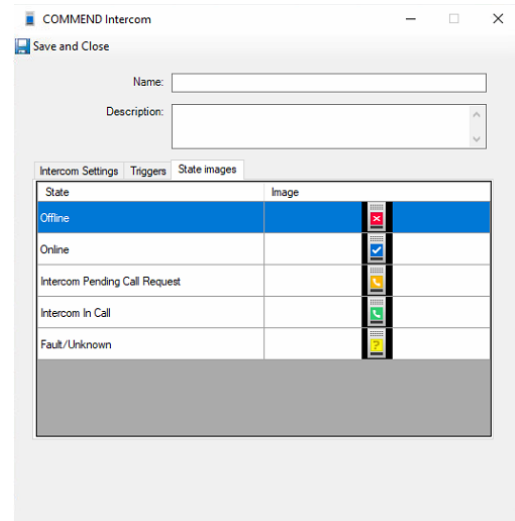 COMMEND Intercom
Save and Close
Name:
Description:
Intercom Settings Triggers State images
State Image
Offline
Online
Intercom Pending Call Request
Intercom In Call
Fault/Unknown
?